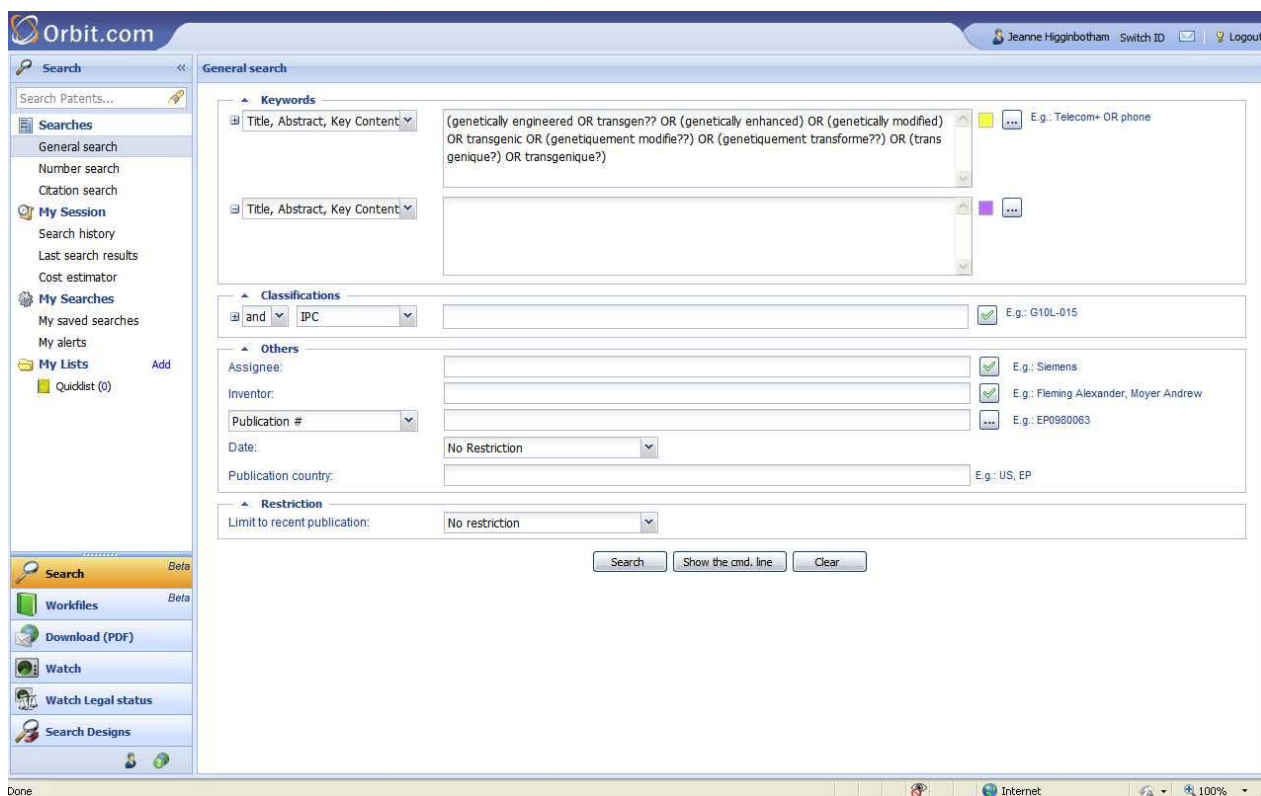 Orbit.com
Jeanne Higginbotham Switch ID Logout
Search «
General search
Search Patents...
Searches
General search
Number search
Citation search
My Session
Search history
Last search results
Cost estimator
My Searches
My saved searches
My alerts
My Lists Add
Quicklist (0)
Keywords
Title, Abstract, Key Content
(genetically engineered OR transgen?? OR (genetically enhanced) OR (genetically modified)
OR transgenic OR (genetiquement modifie??) OR (genetiquement transforme??) OR (trans
genique?) OR transgenique?)
... E.g.: Telecom+ OR phone
Title, Abstract, Key Content
...
Classifications
and IPC E.g.: G10L-015
Others
Assignee: E.g.: Siemens
Inventor: E.g.: Fleming Alexander, Moyer Andrew
Publication # ... E.g.: EP0980063
Date: No Restriction
Publication country: E.g.: US, EP
Restriction
Limit to recent publication: No restriction
Search Show the cmd. line Clear
Search Beta
Workfiles Beta
Download (PDF)
Watch
Watch Legal status
Search Designs
Done Internet 100%